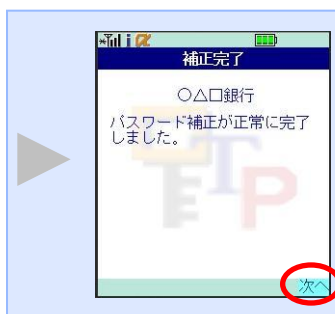 補正完了
○△□銀行
パスワード補正が正常に完了
しました。
次へ